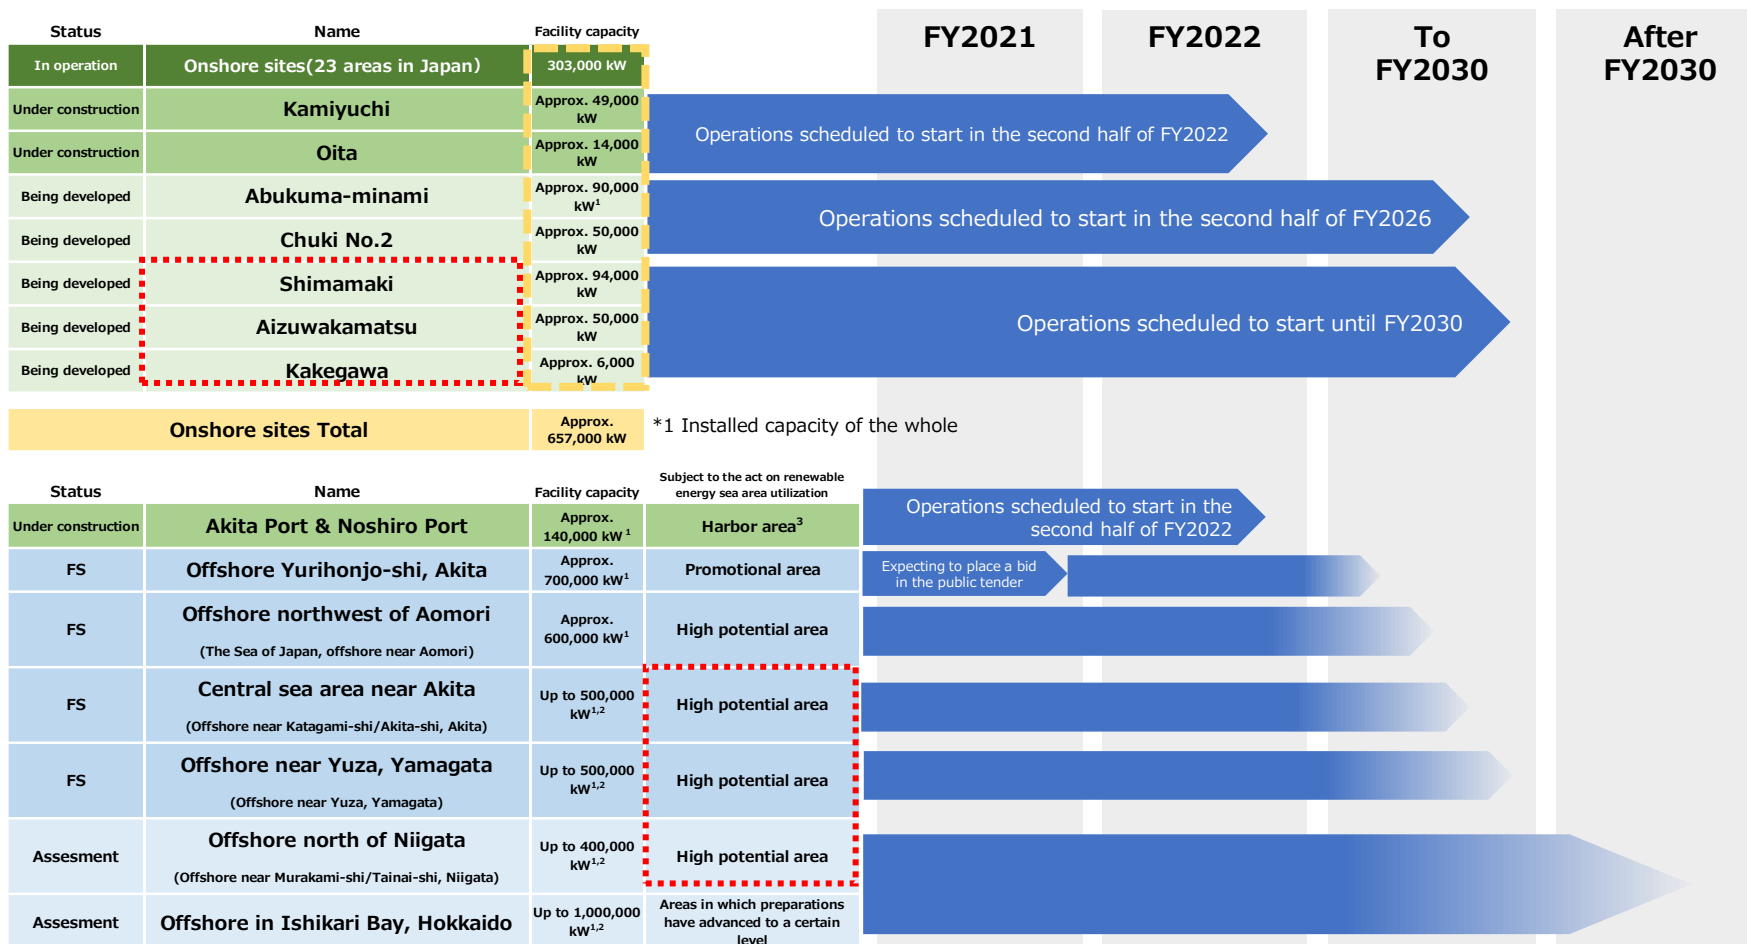 Status Name Facility capacity
FY2021 FY2022 To FY2030 After FY2030
In operation Onshore sites(23 areas in Japan) 303,000 kW
Under construction Kamiyuchi Approx. 49,000 kW
Operations scheduled to start in the second half of FY2022
Under construction Oita Approx. 14,000 kW
Being developed Abukuma-minami Approx. 90,000 kW1
Operations scheduled to start in the second half of FY2026
Being developed Chuki No.2 Approx. 50,000 kW
Being developed Shimamaki Approx. 94,000 kW
Being developed Aizuwakamatsu Approx. 50,000 kW
Operations scheduled to start until FY2030
Being developed Kakegawa Approx. 6,000 kW
Onshore sites Total Approx. 657,000 kW
*1 Installed capacity of the whole
Status Name Facility capacity Subject to the act on renewable energy sea area utilization
Under construction Akita Port & Noshiro Port Approx. 140,000 kW 1 Harbor area3
Operations scheduled to start in the second half of FY2022
FS Offshore Yurihonjo-shi, Akita Approx. 700,000 kW1 Promotional area
Expecting to place a bid in the public tender
FS Offshore northwest of Aomori (The Sea of Japan, offshore near Aomori) Approx. 600,000 kW1 High potential area
FS Central sea area near Akita (Offshore near Katagami-shi/Akita-shi, Akita) Up to 500,000 kW1,2 High potential area
FS Offshore near Yuza, Yamagata (Offshore near Yuza, Yamagata) Up to 500,000 kW1,2 High potential area
Assesment Offshore north of Niigata (Offshore near Murakami-shi/Tainai-shi, Niigata) Up to 400,000 kW1,2 High potential area
Assesment Offshore in Ishikari Bay, Hokkaido Up to 1,000,000 kW1,2 Areas in which preparations have advanced to a certain level